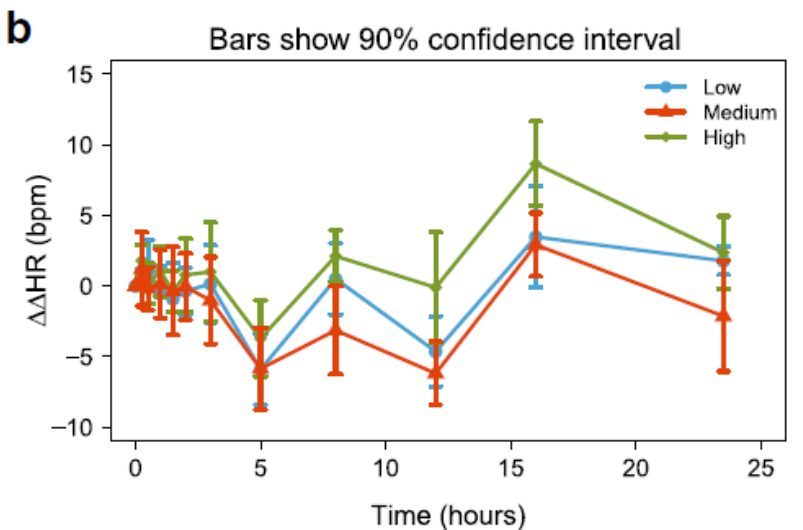 b
Bars show 90% confidence interval
15
10
5
0
−5
−10
ΔΔHR (bpm)
Low
Medium
High
0 5 10 15 20 25
Time (hours)